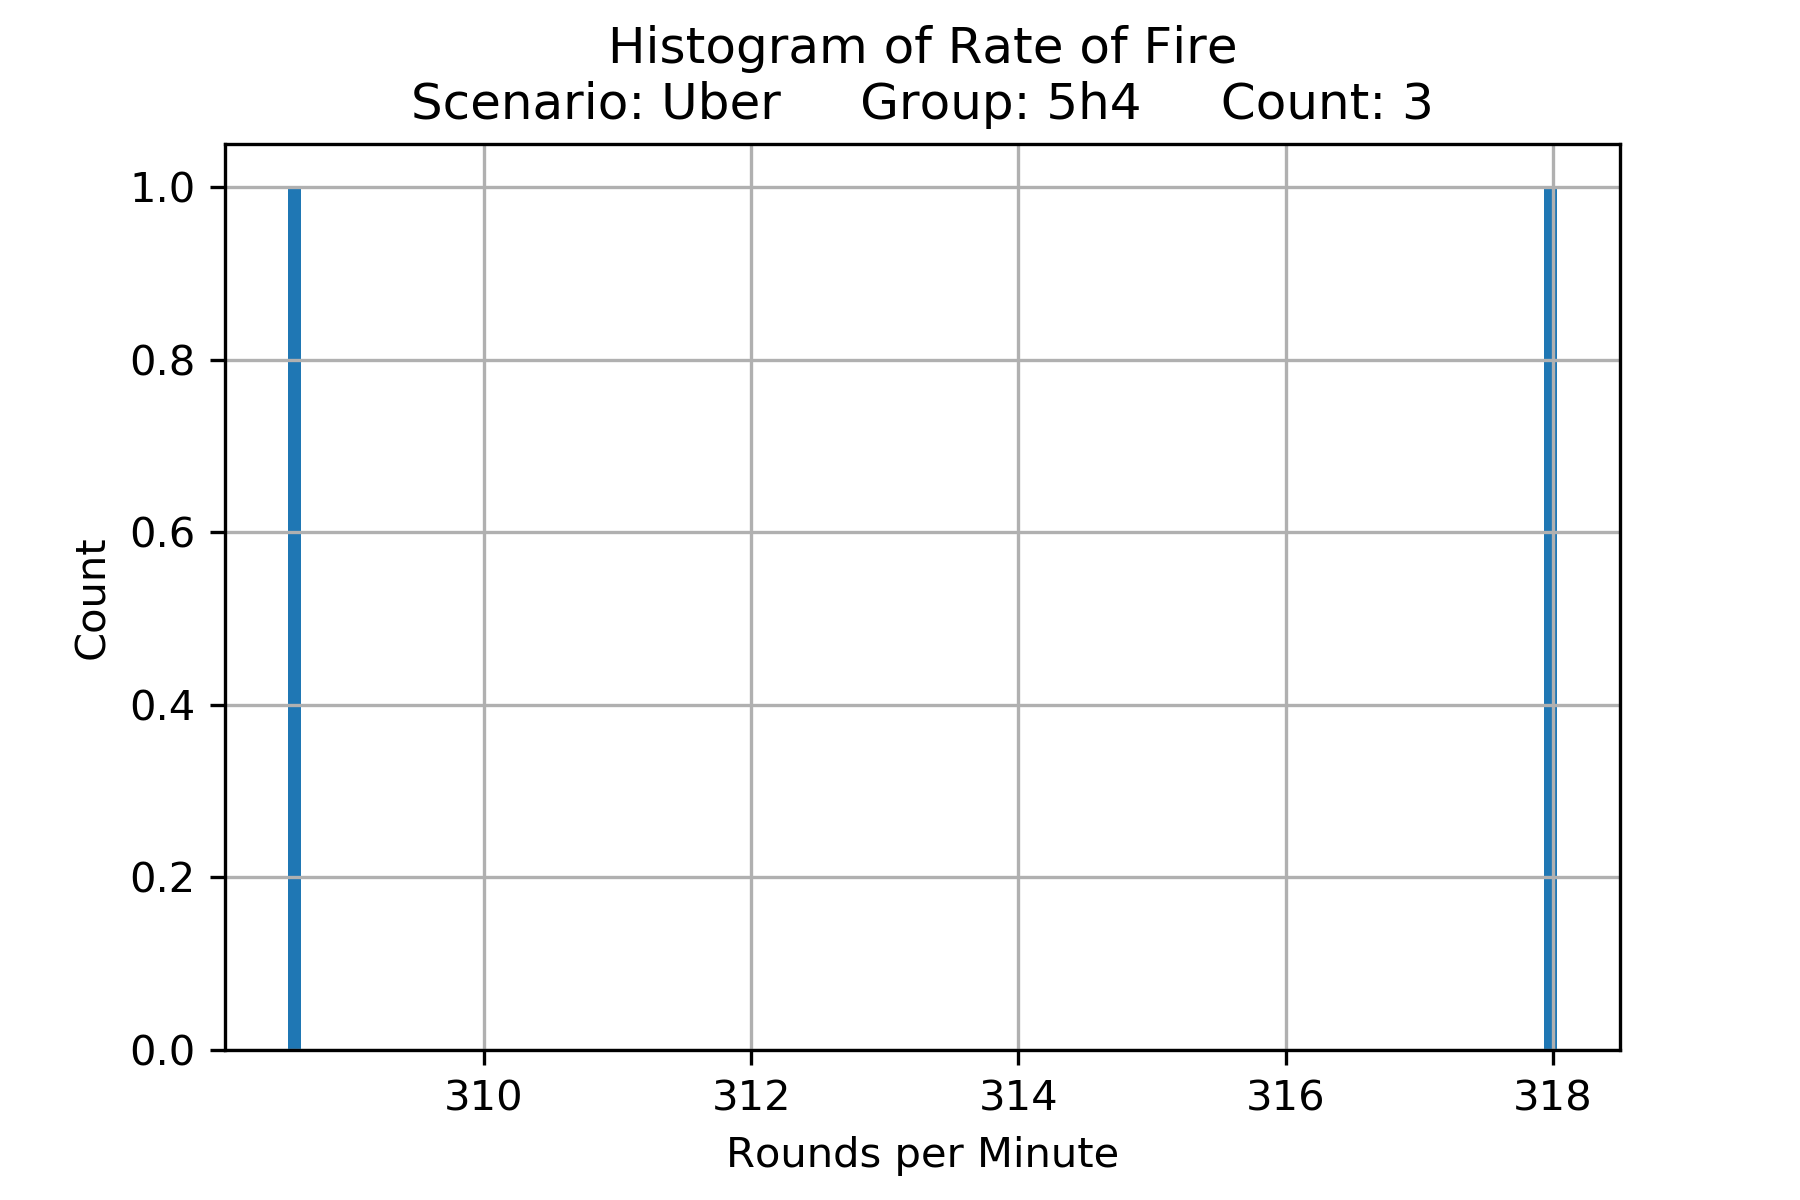 Histogram of Rate of Fire
Scenario: Uber Group: 5h4 Count: 3
1.0
0.8
0.6
0.4
0.2
0.0
Count
310 312 314 316 318
Rounds per Minute